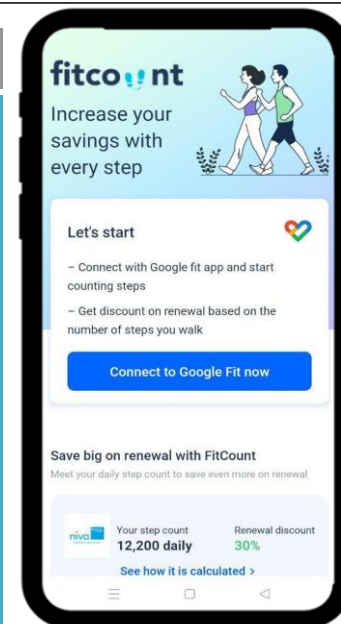 fitcount
Increase your
savings with
every step
Let's start
– Connect with Google fit app and start
counting steps
– Get discount on renewal based on the
number of steps you walk
Connect to Google Fit now
Save big on renewal with FitCount
Meet your daily step count to save even more on renewal
niva
Your step count
Renewal discount
12,200 daily
30%
See how it is calculated >